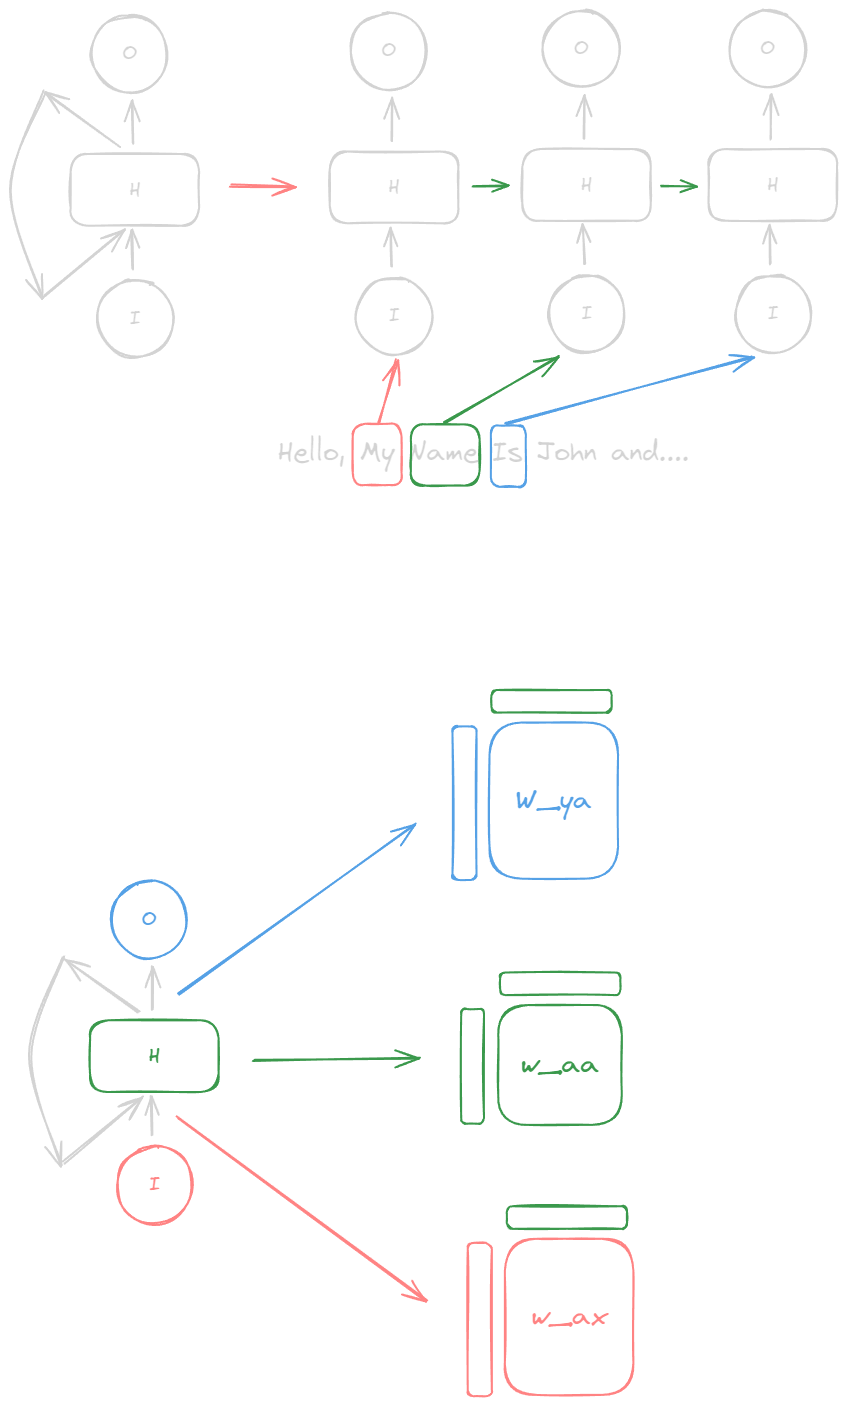 O O O O
H H H H
I I I I
Hello, My Name Is John and....
W_ya
O
H
w_aa
I
w_ax